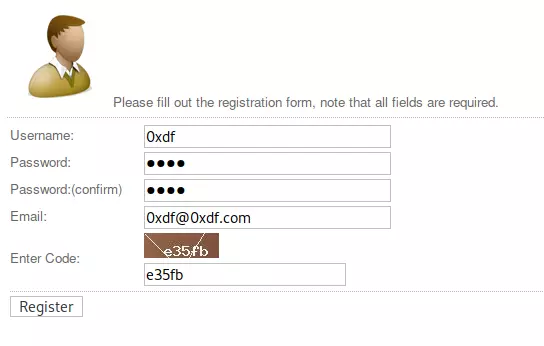 Please fill out the registration form, note that all fields are required.
Username: 0xdf
Password: ●●●●
Password:(confirm) ●●●●
Email: 0xdf@0xdf.com
e35fb
Enter Code: e35fb
Register